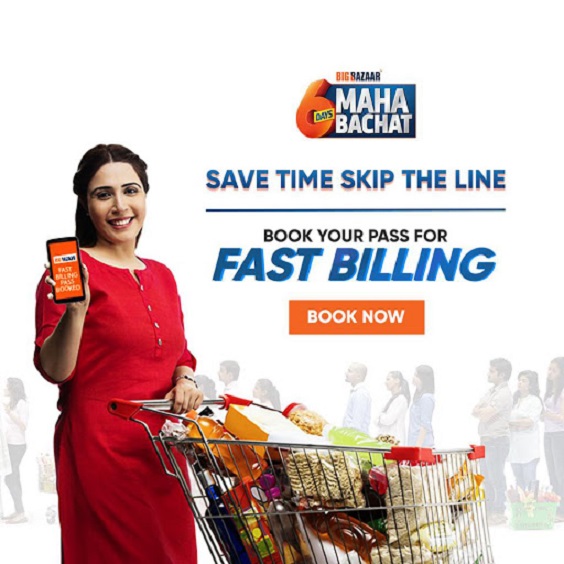 BIG BAZAAR
6 DAYS
MAHA
BACHAT
SAVE TIME SKIP THE LINE
BOOK YOUR PASS FOR
FAST BILLING
BOOK NOW
BIG BAZAAR
FAST
BILLING
PASS
BOOKED